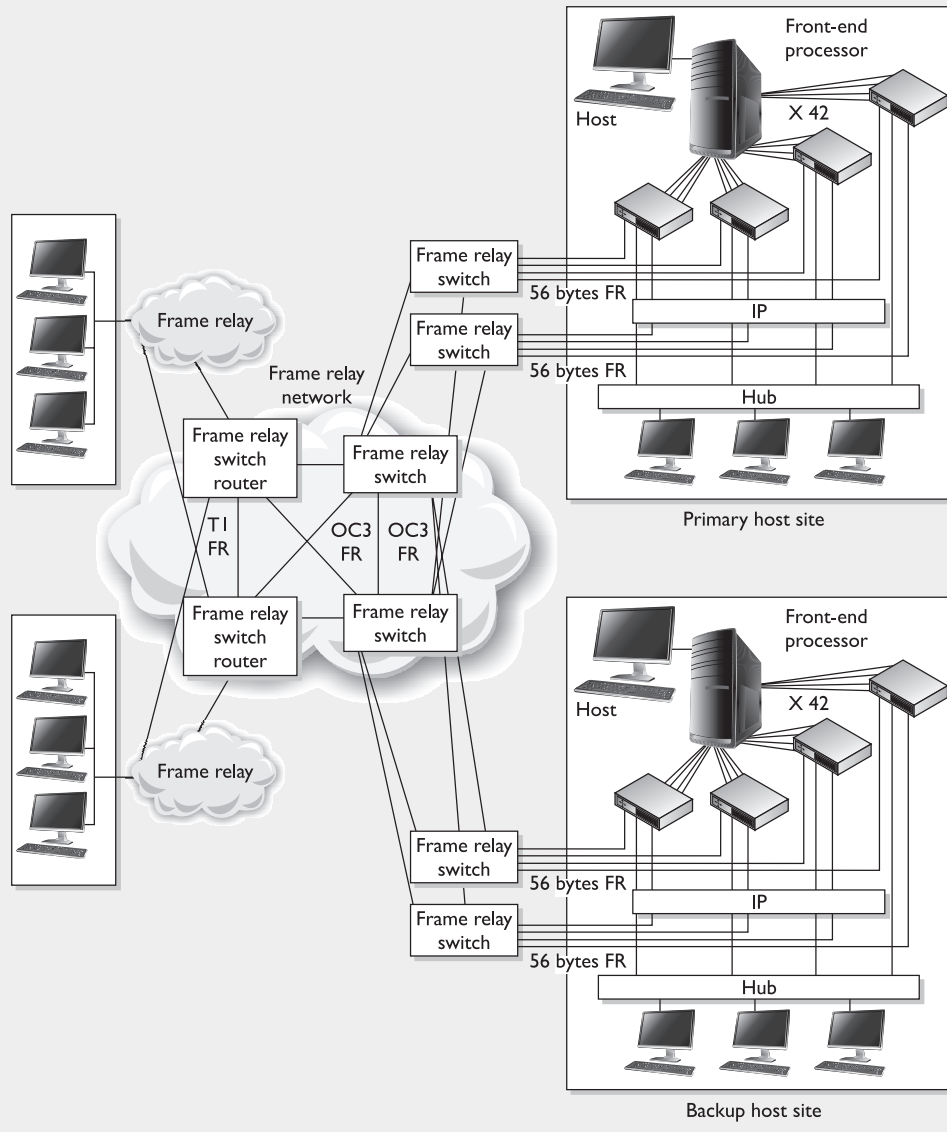 Front-end
processor
Host
X 42
Frame relay
switch
56 bytes FR
IP
Frame relay
switch
56 bytes FR
Hub
Primary host site
Frame relay
Frame relay
network
Frame relay
switch
router
Frame relay
switch
T1
FR
OC3
FR
OC3
FR
Frame relay
switch
router
Frame relay
switch
Frame relay
Front-end
processor
Host
X 42
Frame relay
switch
56 bytes FR
IP
Frame relay
switch
56 bytes FR
Hub
Backup host site